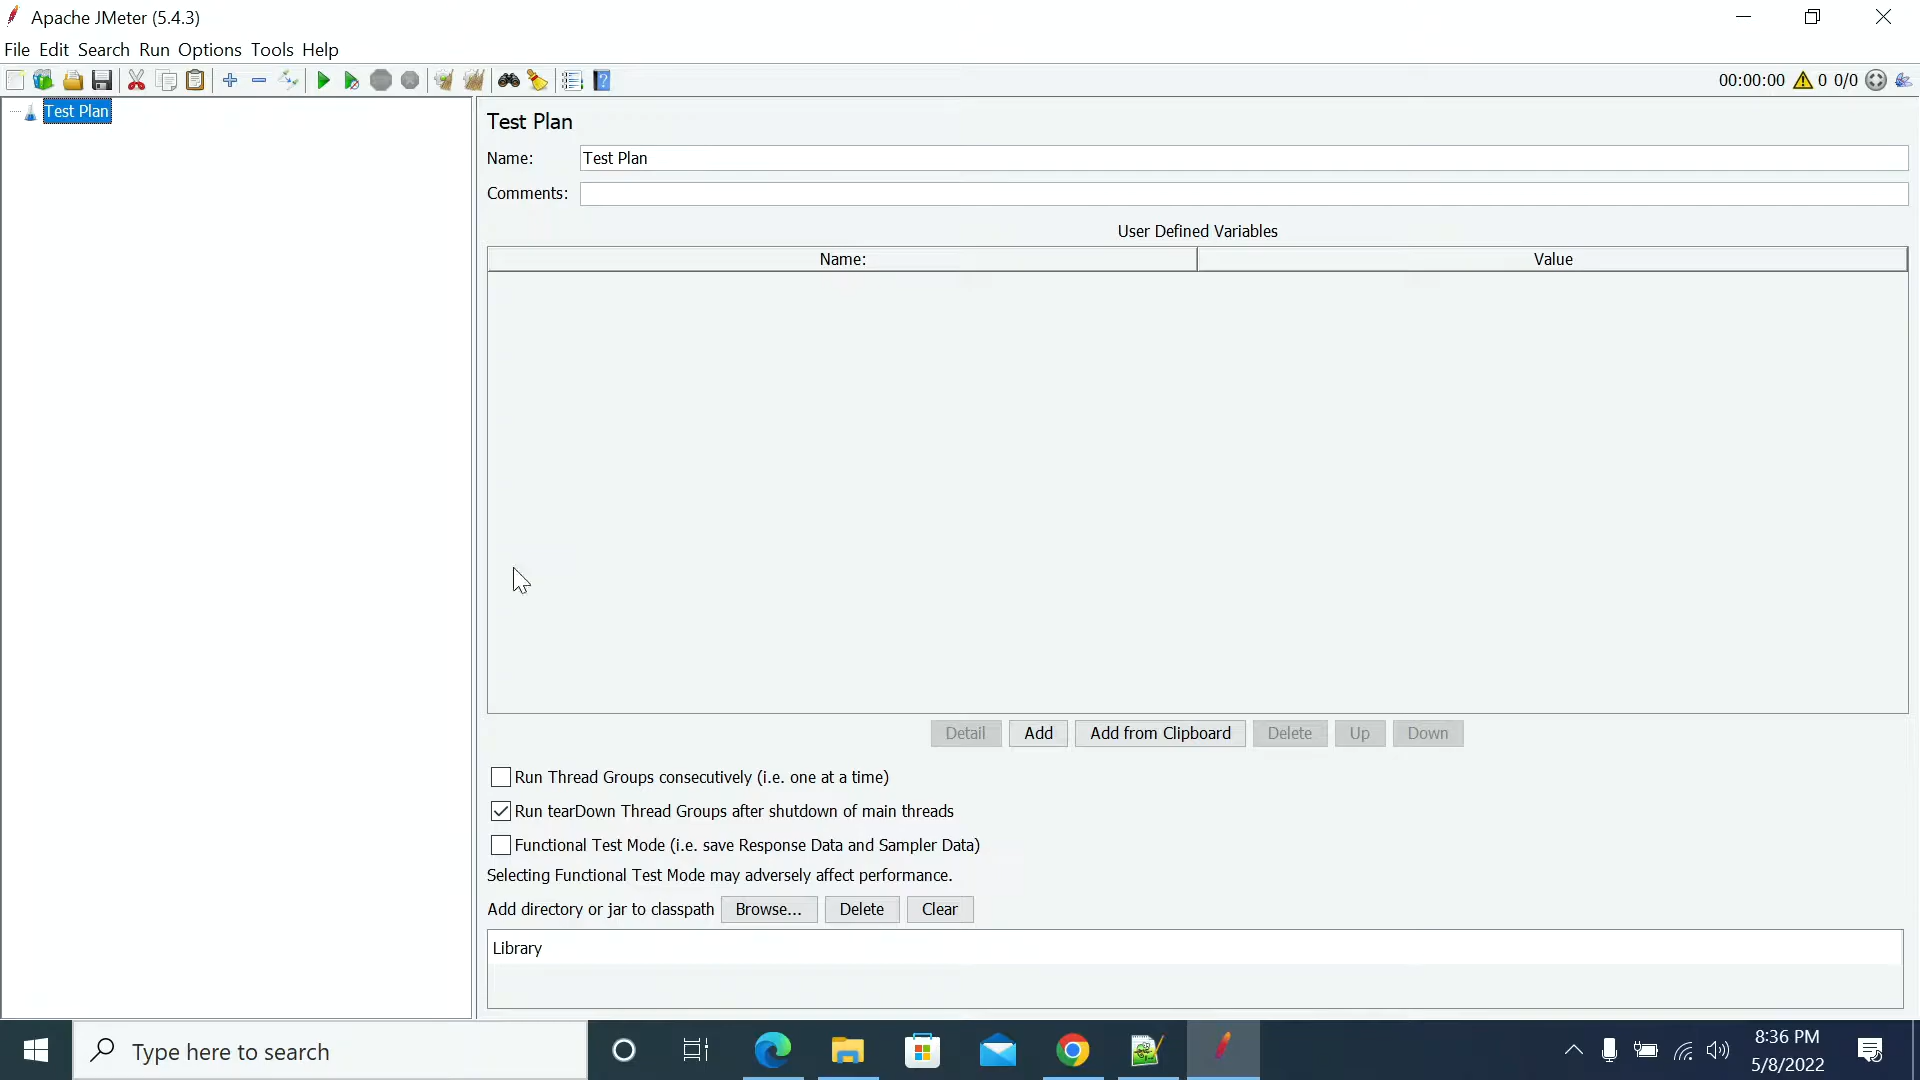 Apache JMeter (5.4.3)
File Edit Search Run Options Tools Help
00:00:00 0 0/0
Test Plan
Test Plan
Name: Test Plan
Comments:
User Defined Variables
Name: Value
Detail Add Add from Clipboard Delete Up Down
Run Thread Groups consecutively (i.e. one at a time)
Run tearDown Thread Groups after shutdown of main threads
Functional Test Mode (i.e. save Response Data and Sampler Data)
Selecting Functional Test Mode may adversely affect performance.
Add directory or jar to classpath Browse... Delete Clear
Library
Type here to search
8:36 PM
5/8/2022